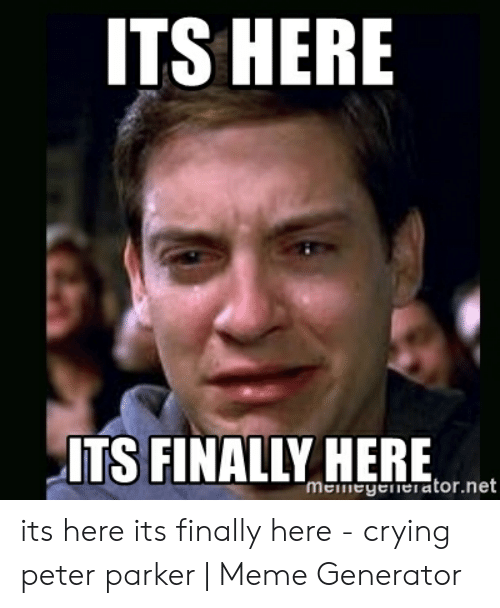 ITS HERE
ITS FINALLY HERE
memegenerator.net
its here its finally here - crying
peter parker | Meme Generator